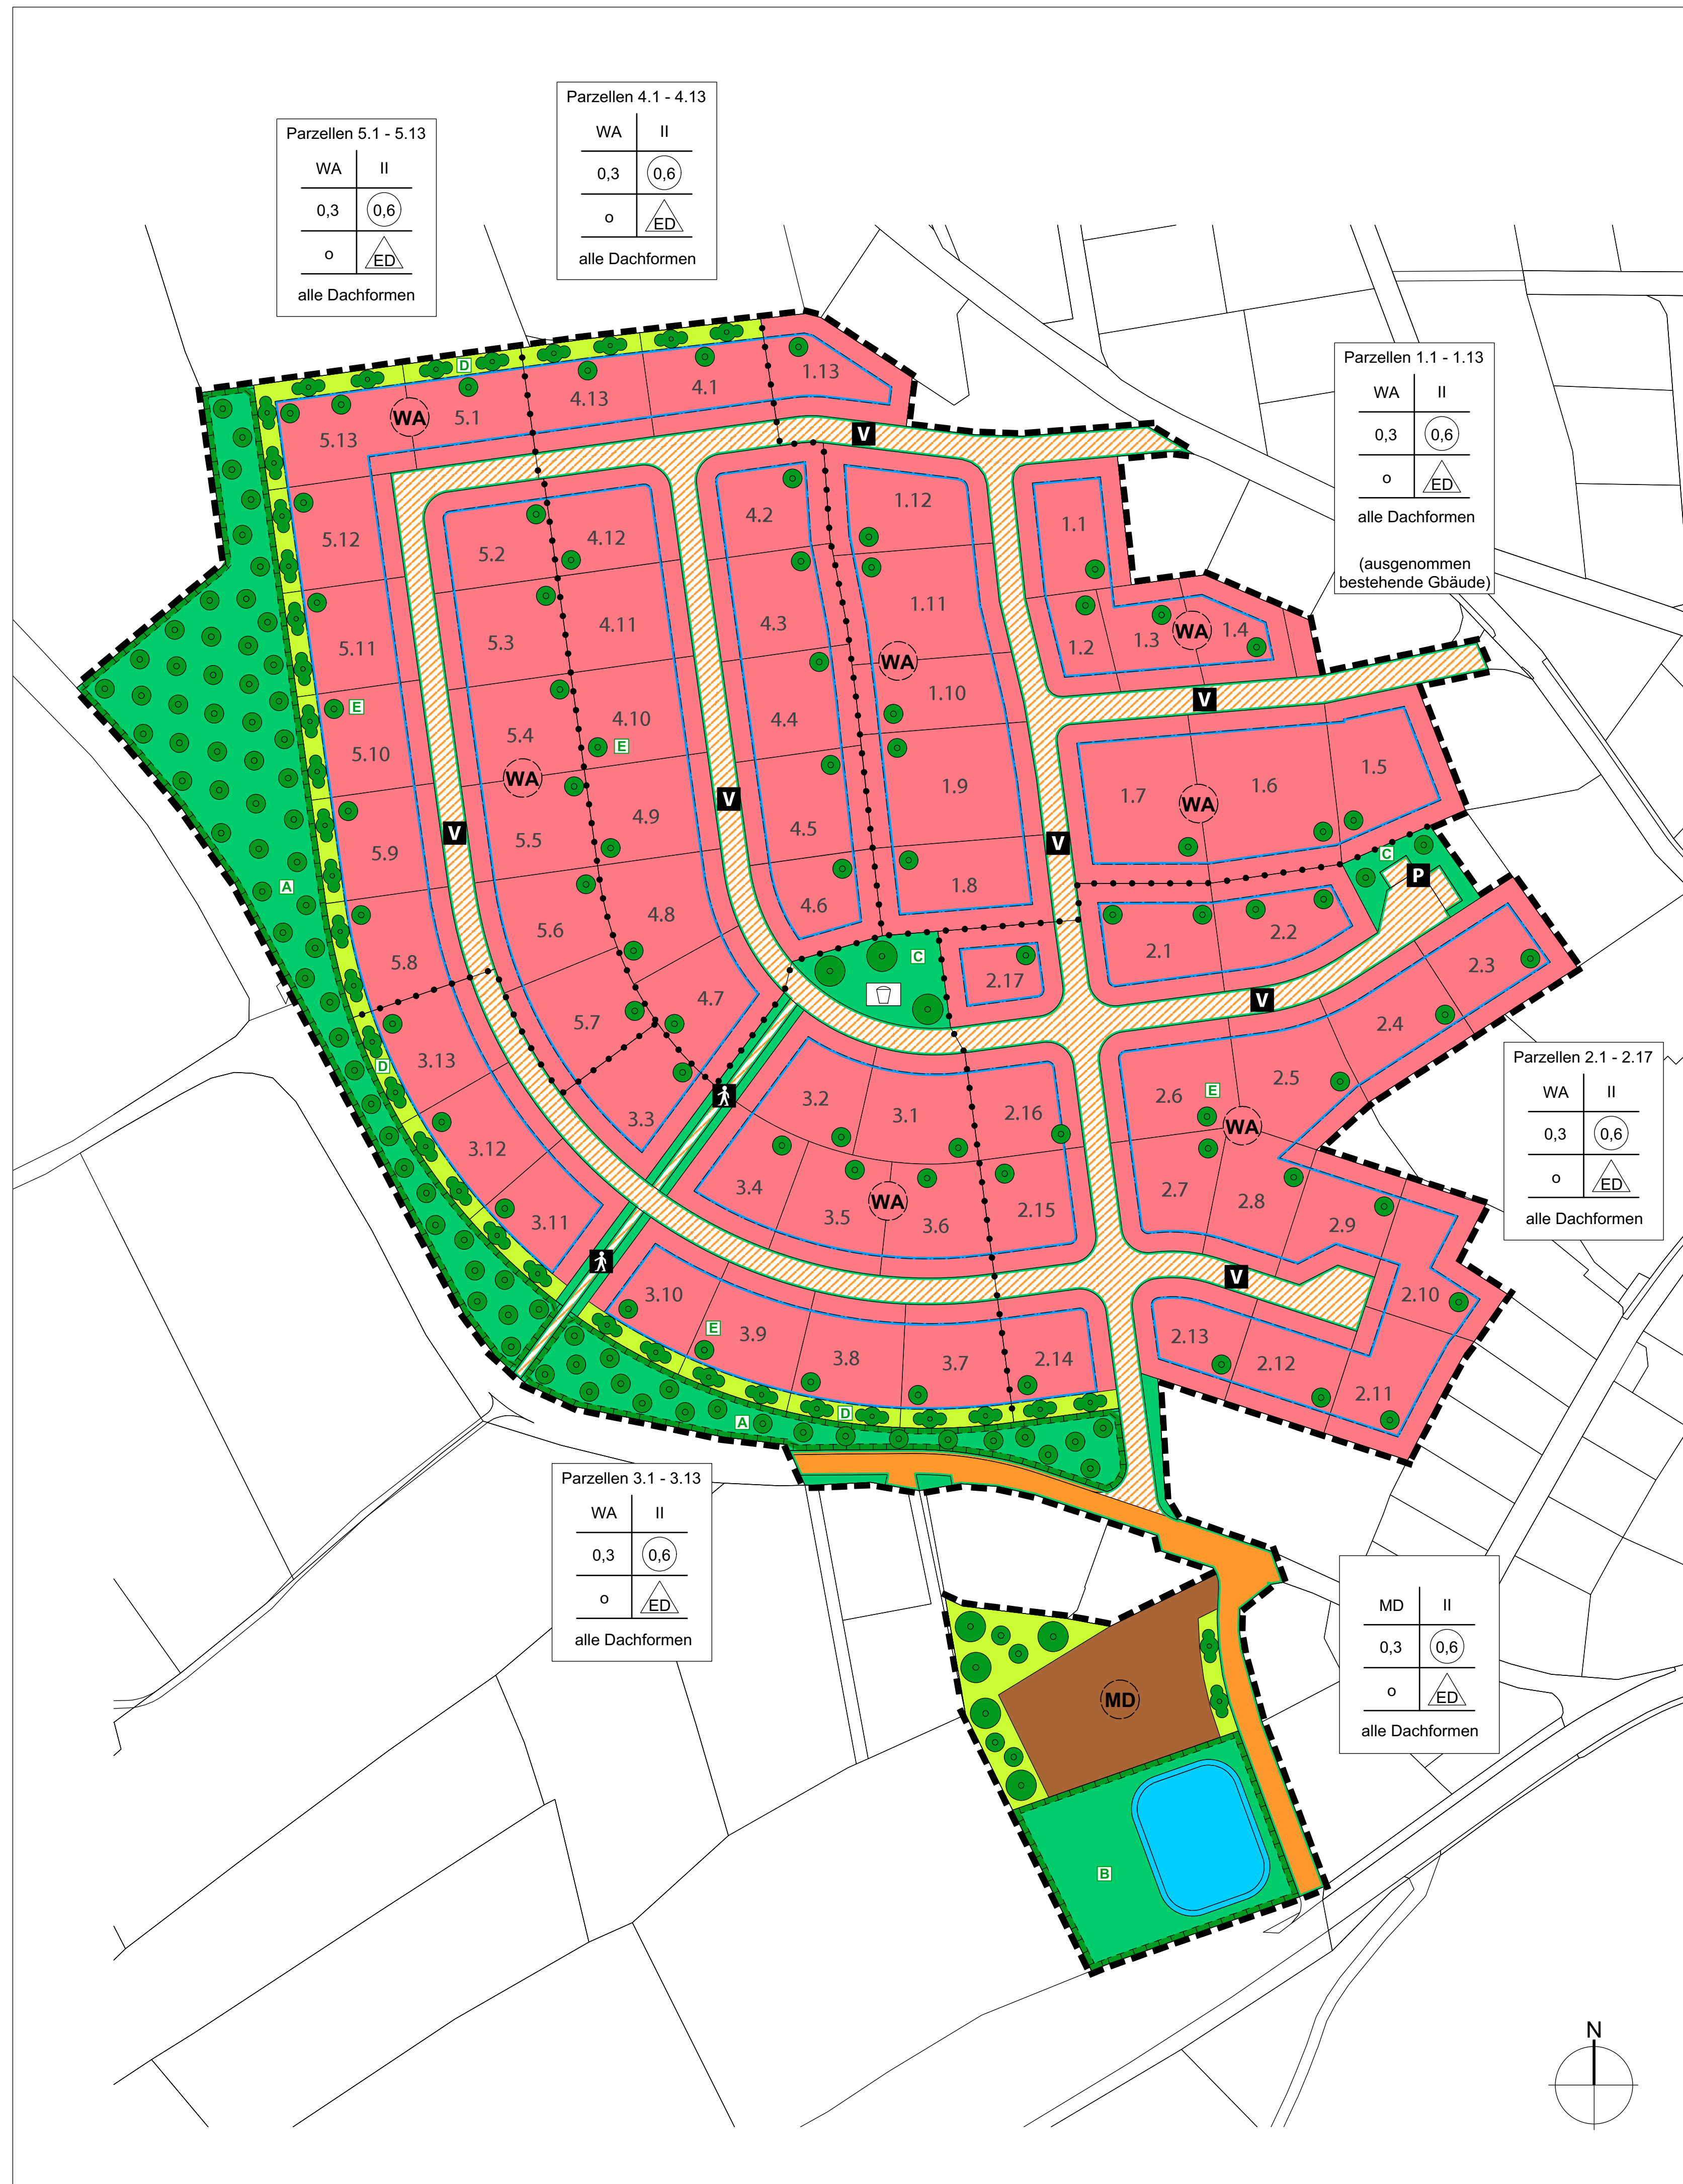 Parzellen 4.1 - 4.13
WA II
0,3 0,6
o ED
alle Dachformen
Parzellen 5.1 - 5.13
WA II
0,3 0,6
o ED
alle Dachformen
Parzellen 1.1 - 1.13
WA II
0,3 0,6
o ED
alle Dachformen
(ausgenommen
bestehende Gbäude)
D
1.13
4.1
4.13
5.1
WA
5.13
V
4.2
1.12
1.1
5.12
5.2
4.12
1.11
4.3
4.11
5.3
5.11
1.2
1.3
WA
1.4
WA
1.10
V
E
4.10
E
4.4
5.4
5.10
WA
1.9
1.7
WA
1.6
1.5
V
4.9
4.5
V
5.5
5.9
V
C
P
A
1.8
4.6
4.8
5.6
2.1
2.2
5.8
C
2.17
2.3
4.7
V
5.7
2.4
Parzellen 2.1 - 2.17
WA II
0,3 0,6
o ED
alle Dachformen
D
3.13
3.3
3.2
3.1
2.16
2.6
E
2.5
WA
3.12
3.4
WA
3.5
3.6
2.15
2.7
2.8
2.9
3.11
V
3.10
2.10
E
3.9
3.8
3.7
2.14
2.13
2.12
2.11
A
D
Parzellen 3.1 - 3.13
WA II
0,3 0,6
o ED
alle Dachformen
MD II
0,3 0,6
o ED
alle Dachformen
MD
B
N